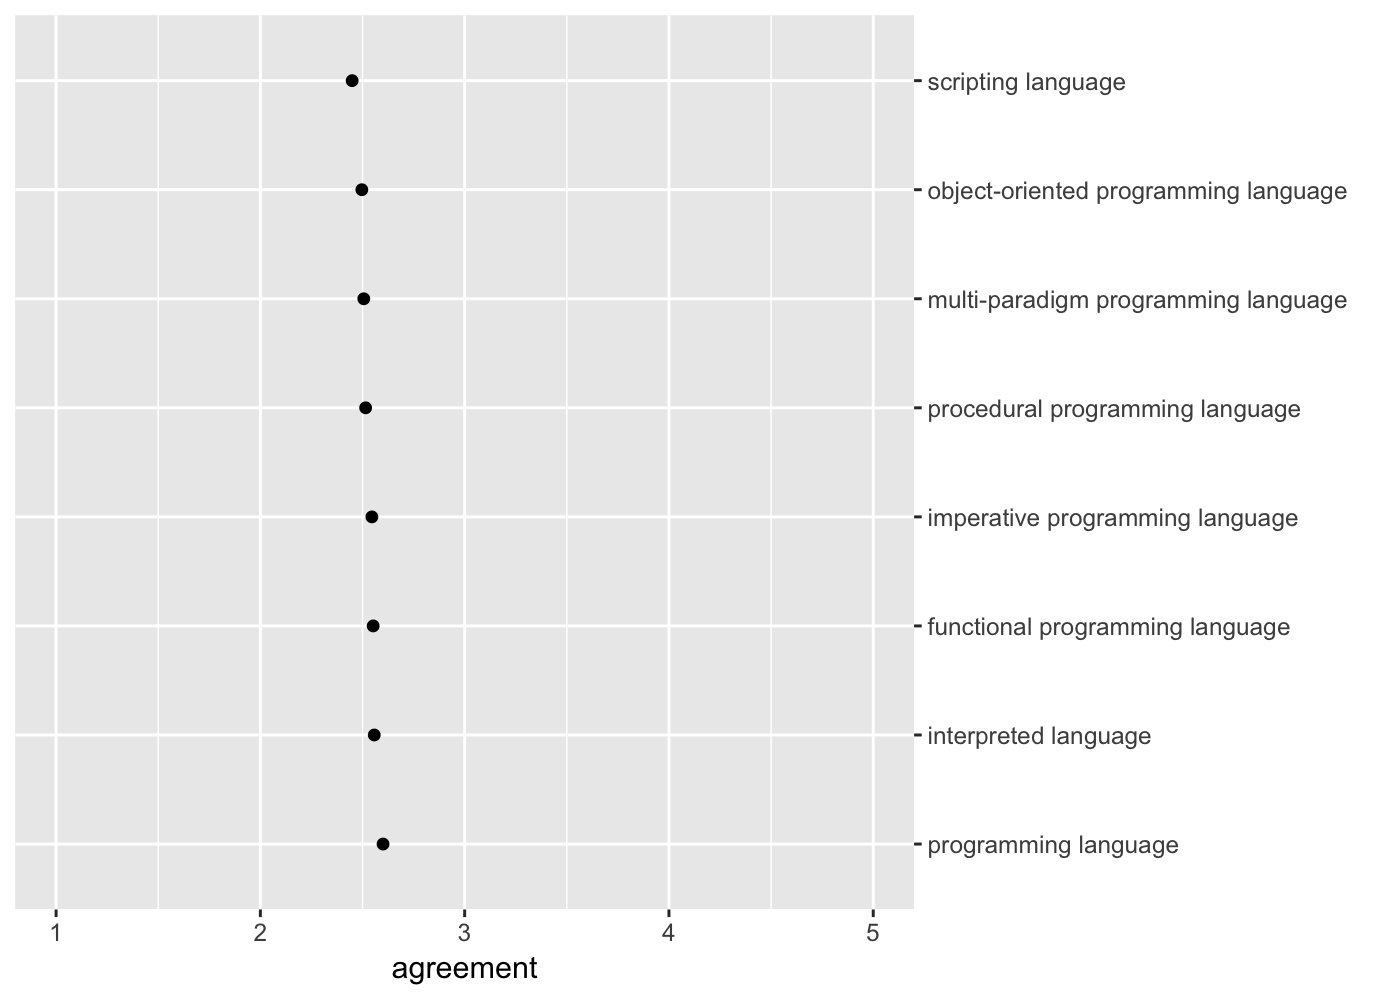 scripting language
object-oriented programming language
multi-paradigm programming language
procedural programming language
imperative programming language
functional programming language
interpreted language
programming language
1 2 3 4 5
agreement